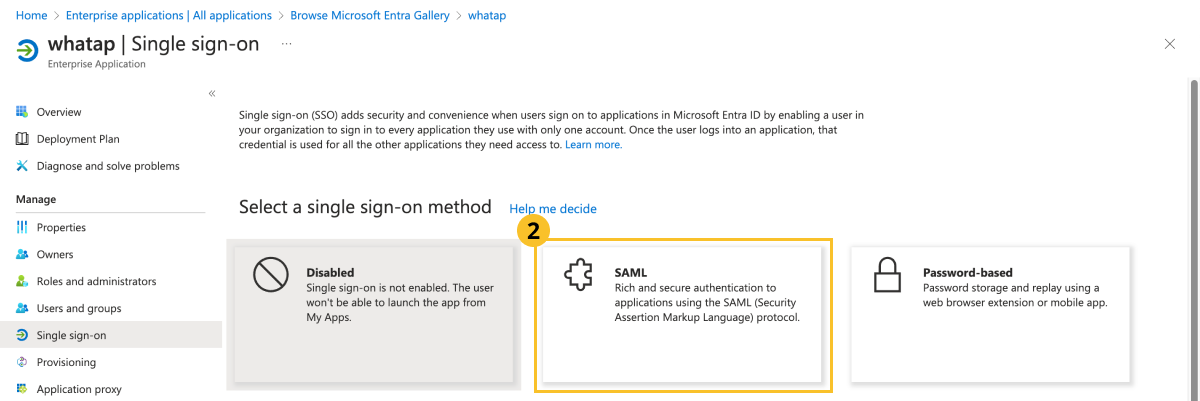 Home > Enterprise applications | All applications > Browse Microsoft Entra Gallery > whatap
whatap | Single sign-on ...
Enterprise Application
«
Overview
Deployment Plan
Diagnose and solve problems
Manage
Properties
Owners
Roles and administrators
Users and groups
Single sign-on
Provisioning
Application proxy
Single sign-on (SSO) adds security and convenience when users sign on to applications in Microsoft Entra ID by enabling a user in
your organization to sign in to every application they use with only one account. Once the user logs into an application, that
credential is used for all the other applications they need access to. Learn more.
Select a single sign-on method Help me decide
2
Disabled
Single sign-on is not enabled. The user
won't be able to launch the app from
My Apps.
SAML
Rich and secure authentication to
applications using the SAML (Security
Assertion Markup Language) protocol.
Password-based
Password storage and replay using a
web browser extension or mobile app.